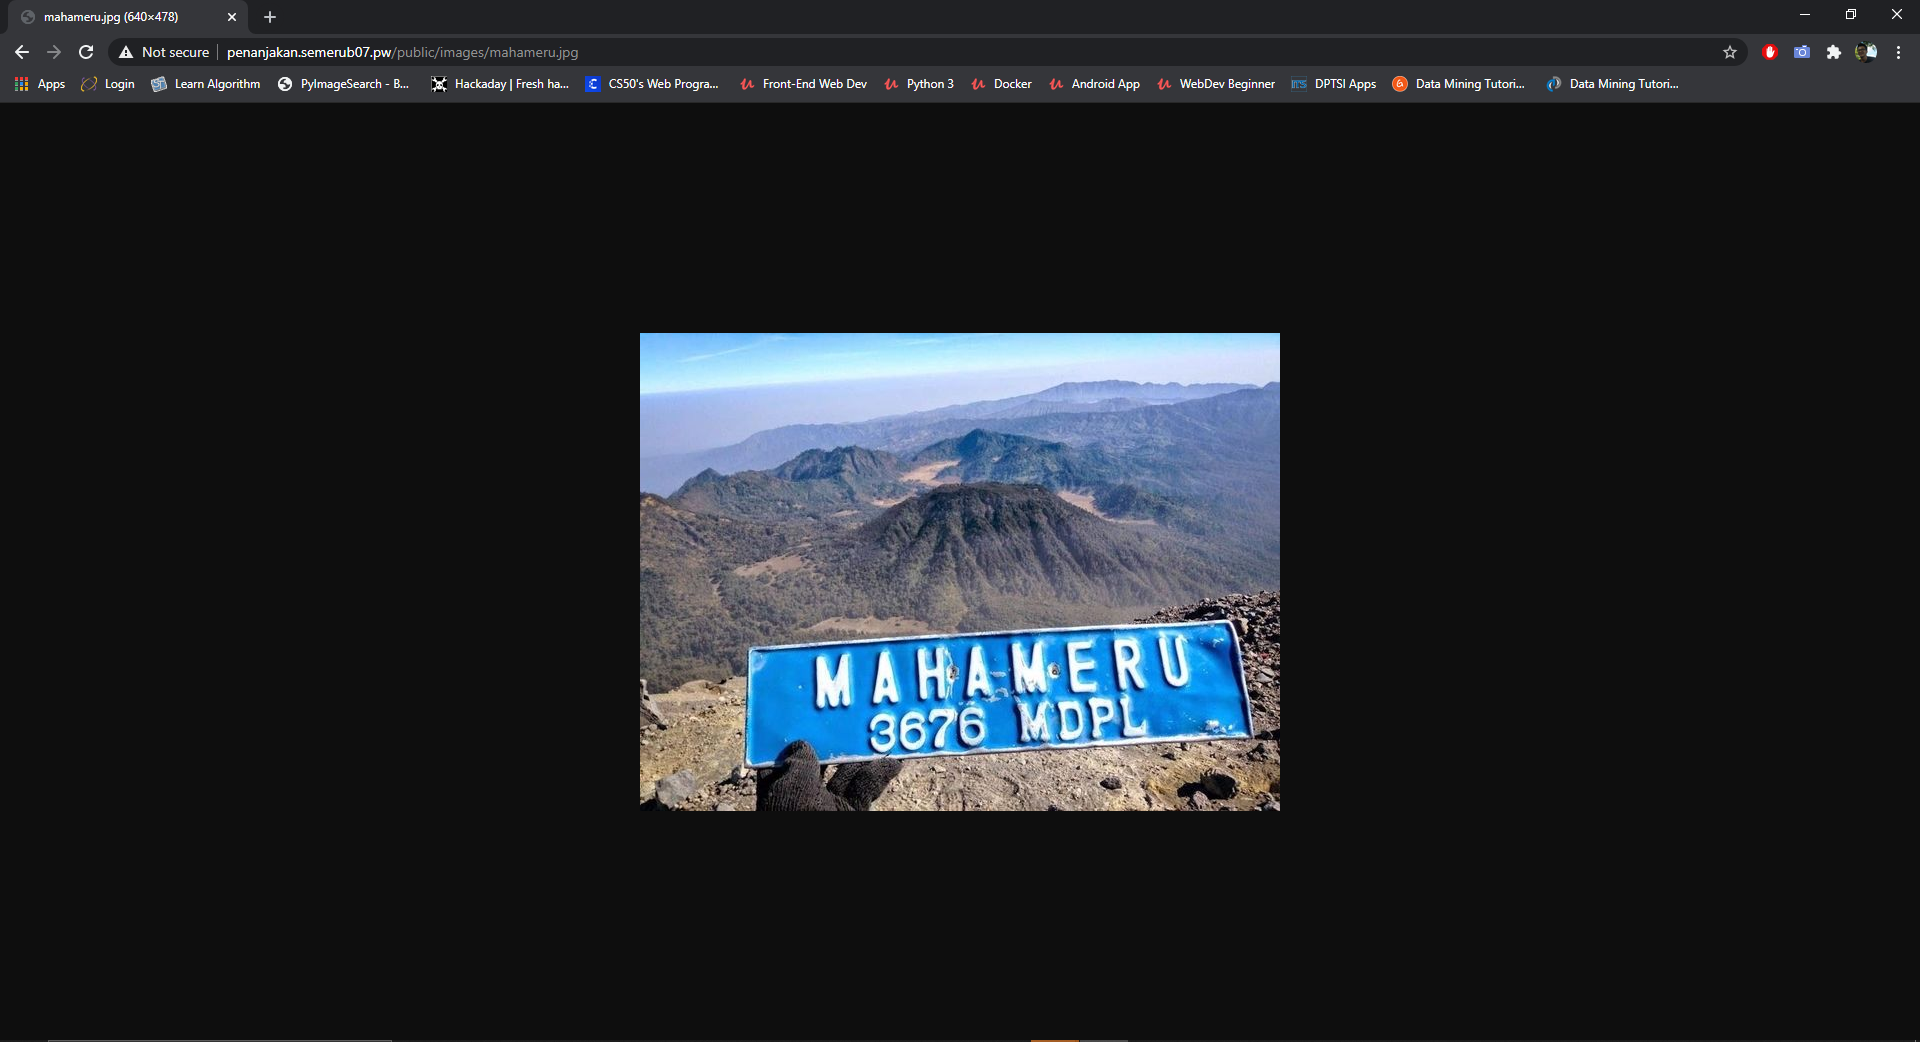 mahameru.jpg (640×478)
Not secure
penanjakan.semerub07.pw/public/images/mahameru.jpg
Apps
Login
Learn Algorithm
PyImageSearch - B...
Hackaday | Fresh ha...
CS50's Web Progra...
Front-End Web Dev
Python 3
Docker
Android App
WebDev Beginner
DPTSI Apps
Data Mining Tutori...
Data Mining Tutori...
MAHAMERU
3676 MDPL